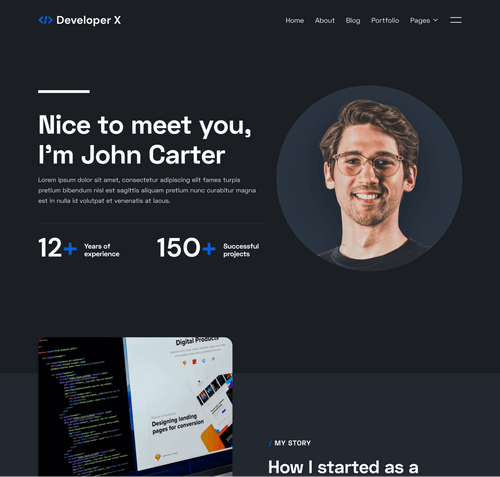 </> Developer X
Home About Blog Portfolio Pages
Nice to meet you,
I'm John Carter
Lorem ipsum dolor sit amet, consectetur adipiscing elit fames turpis
pretium bibendum nisl est sagittis aliquam pretium nunc curabitur magna
est in nulla id volutpat et venenatis at lacus.
12+ Years of
experience
150+ Successful
projects
Digital Products
Designing landing
pages for conversion
/ MY STORY
How I started as a